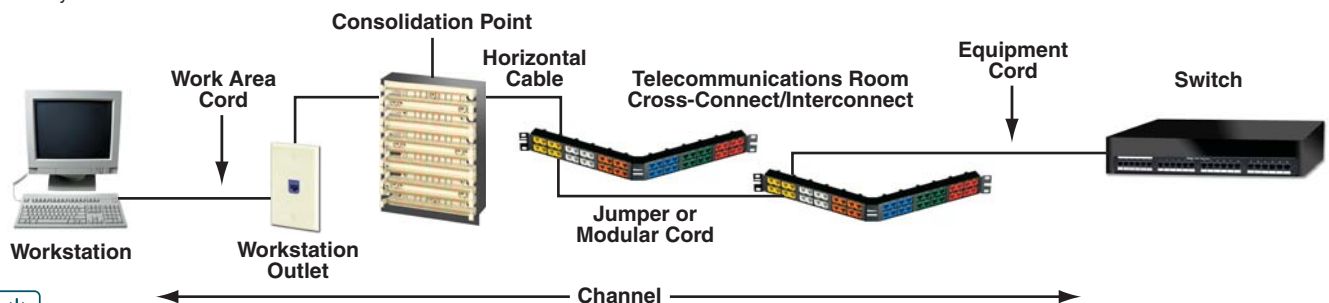 Consolidation Point
Work Area
Cord
Horizontal
Cable
Telecommunications Room
Cross-Connect/Interconnect
Equipment
Cord
Switch
Workstation
Workstation
Outlet
Jumper or
Modular Cord
Channel